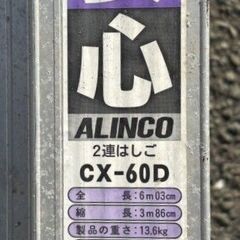 心
ALINCO
2連はしご
CX-60D
全長：6m03cm
縮長：3m86cm
製品の重さ：13.6kg